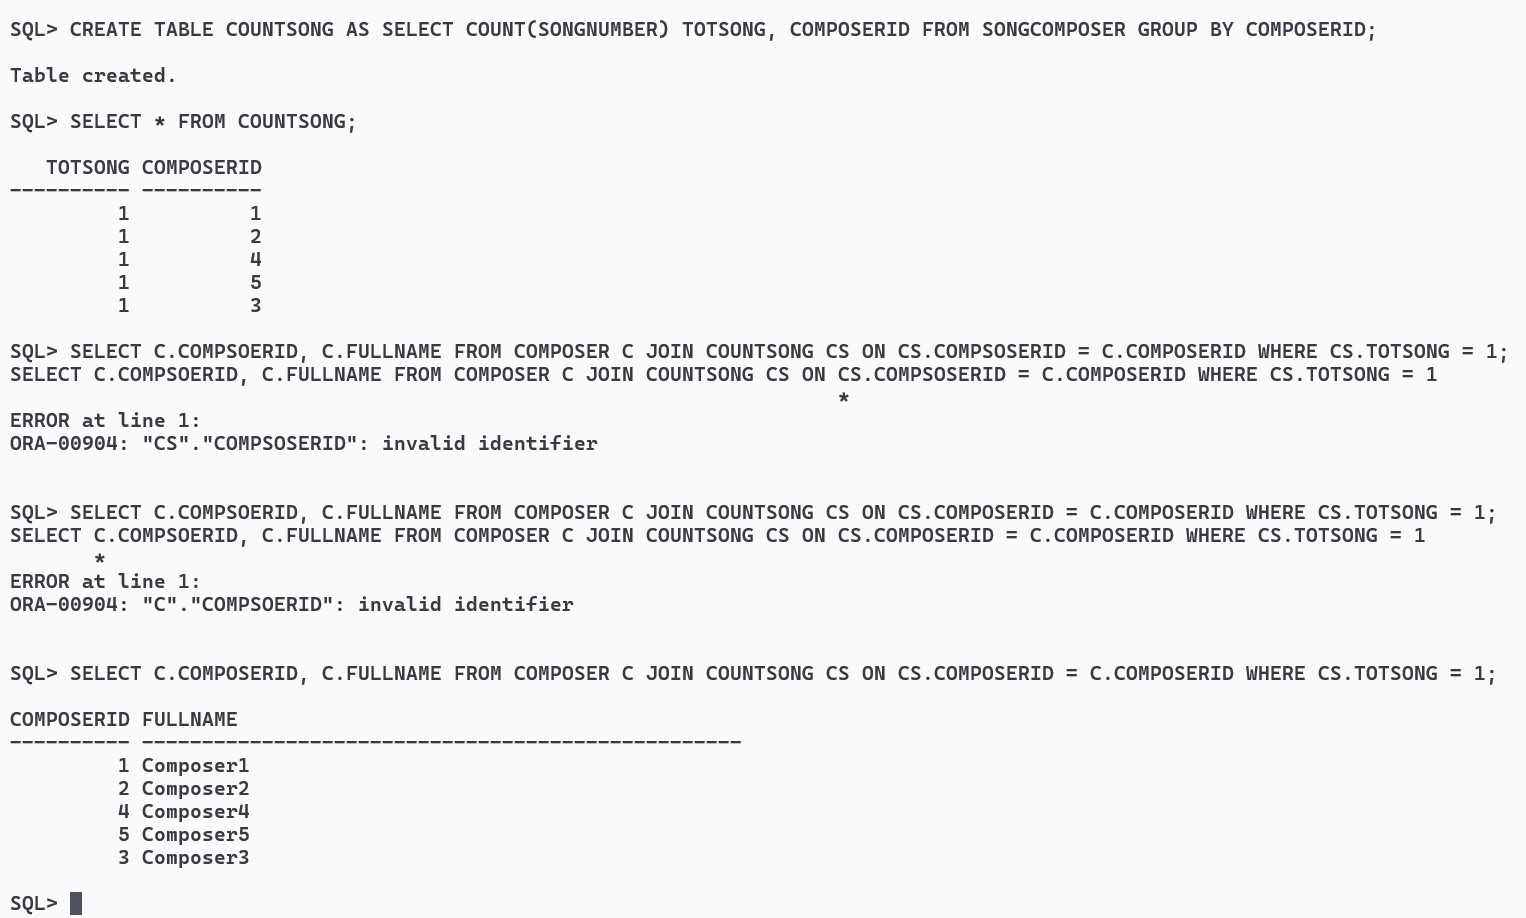 SQL> CREATE TABLE COUNTSONG AS SELECT COUNT(SONGNUMBER) TOTSONG, COMPOSERID FROM SONGCOMPOSER GROUP BY COMPOSERID;
Table created.
SQL> SELECT * FROM COUNTSONG;
   TOTSONG COMPOSERID
---------- ----------
         1          1
         1          2
         1          4
         1          5
         1          3
SQL> SELECT C.COMPSOERID, C.FULLNAME FROM COMPOSER C JOIN COUNTSONG CS ON CS.COMPSOSERID = C.COMPOSERID WHERE CS.TOTSONG = 1;
SELECT C.COMPSOERID, C.FULLNAME FROM COMPOSER C JOIN COUNTSONG CS ON CS.COMPSOSERID = C.COMPOSERID WHERE CS.TOTSONG = 1
                                                                     *
ERROR at line 1:
ORA-00904: "CS"."COMPSOSERID": invalid identifier
SQL> SELECT C.COMPSOERID, C.FULLNAME FROM COMPOSER C JOIN COUNTSONG CS ON CS.COMPOSERID = C.COMPOSERID WHERE CS.TOTSONG = 1;
SELECT C.COMPSOERID, C.FULLNAME FROM COMPOSER C JOIN COUNTSONG CS ON CS.COMPOSERID = C.COMPOSERID WHERE CS.TOTSONG = 1
       *
ERROR at line 1:
ORA-00904: "C"."COMPSOERID": invalid identifier
SQL> SELECT C.COMPOSERID, C.FULLNAME FROM COMPOSER C JOIN COUNTSONG CS ON CS.COMPOSERID = C.COMPOSERID WHERE CS.TOTSONG = 1;
COMPOSERID FULLNAME
---------- --------------------------------------------------
         1 Composer1
         2 Composer2
         4 Composer4
         5 Composer5
         3 Composer3
SQL>